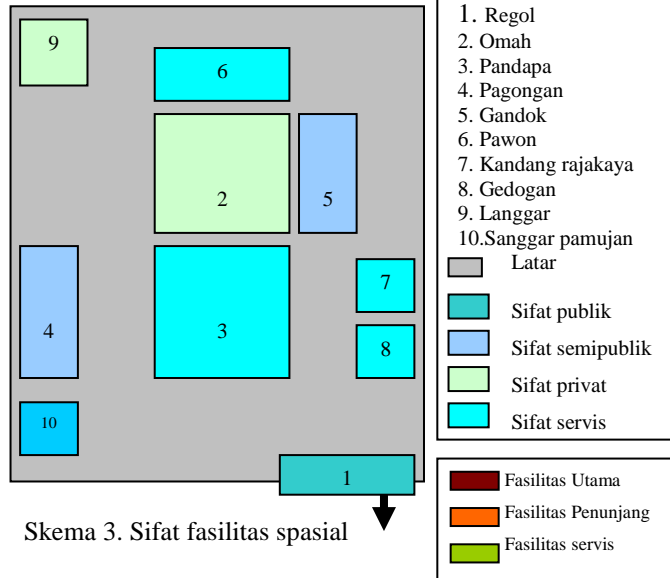 9
6
2
5
4
3
7
8
10
1
Skema 3. Sifat fasilitas spasial
1. Regol
2. Omah
3. Pandapa
4. Pagongan
5. Gandok
6. Pawon
7. Kandang rajakaya
8. Gedogan
9. Langgar
10.Sanggar pamujan
Latar
Sifat publik
Sifat semipublik
Sifat privat
Sifat servis
Fasilitas Utama
Fasilitas Penunjang
Fasilitas servis